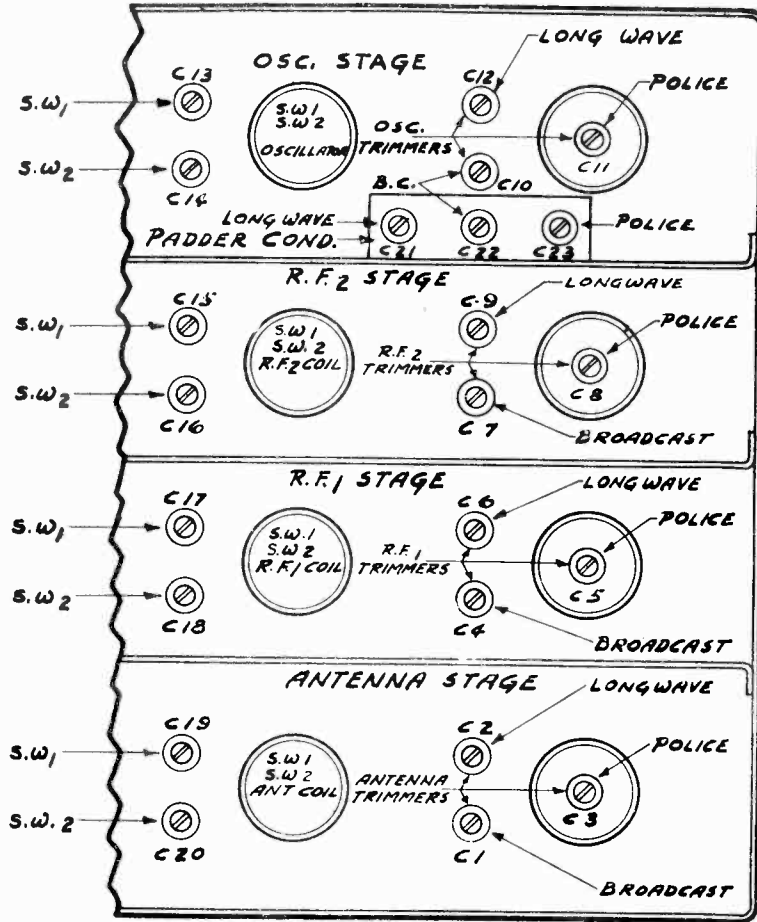 LONG WAVE
OSC. STAGE
C13
C12
POLICE
S.W1
S.W1
S.W2
OSCILLATOR
OSC.
TRIMMERS
S.W2
C14
B.C.
C10
C11
LONG WAVE
PADDER COND.
C21
C22
C23
POLICE
R.F.2 STAGE
C15
C9
LONGWAVE
S.W1
POLICE
S.W1
S.W.2
R.F.2 COIL
R.F.2
TRIMMERS
S.W2
C16
C7
C8
BROADCAST
R.F.1 STAGE
C17
C6
LONGWAVE
S.W1
POLICE
S.W.1
S.W2
R.F.1 COIL
R.F.1
TRIMMERS
S.W2
C18
C4
C5
BROADCAST
ANTENNA STAGE
LONGWAVE
C19
C2
S.W1
POLICE
S.W1
S.W2
ANT COIL
ANTENNA
TRIMMERS
S.W.2
C20
C1
C3
BROADCAST